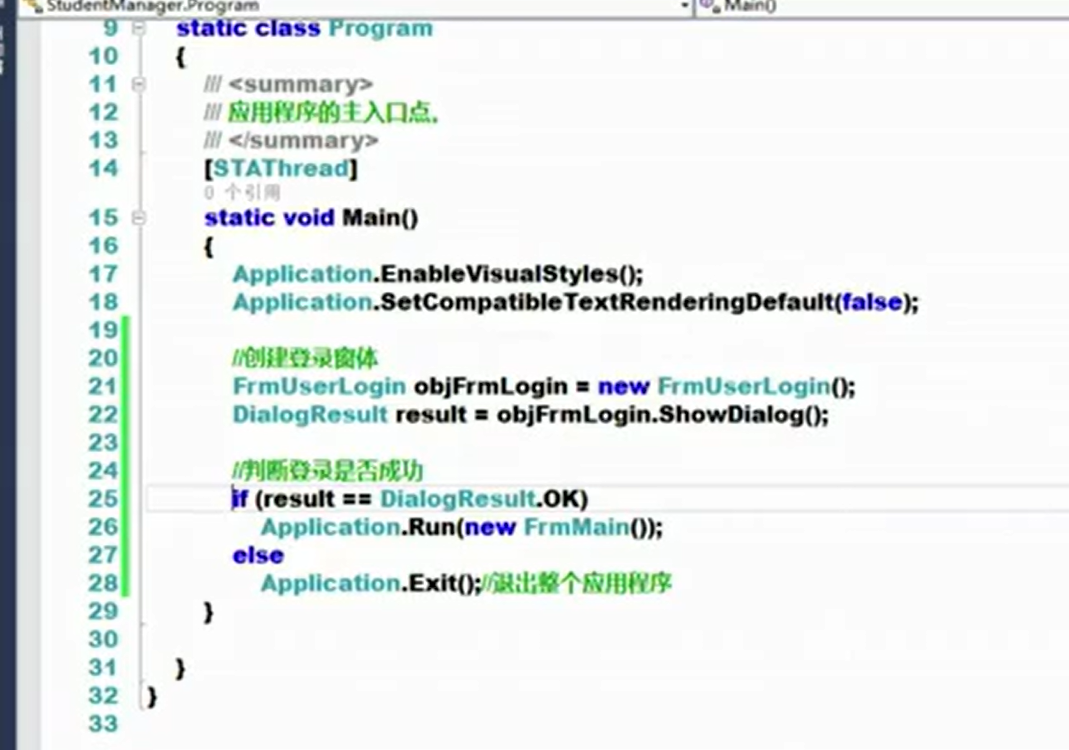 StudentManager.Program Main()
9 static class Program
10 {
11 /// <summary>
12 /// 应用程序的主入口点。
13 /// </summary>
14 [STAThread]
0 个引用
15 static void Main()
16 {
17 Application.EnableVisualStyles();
18 Application.SetCompatibleTextRenderingDefault(false);
19
20 //创建登录窗体
21 FrmUserLogin objFrmLogin = new FrmUserLogin();
22 DialogResult result = objFrmLogin.ShowDialog();
23
24 //判断登录是否成功
25 if (result == DialogResult.OK)
26 Application.Run(new FrmMain());
27 else
28 Application.Exit();//退出整个应用程序
29 }
30
31 }
32 }
33